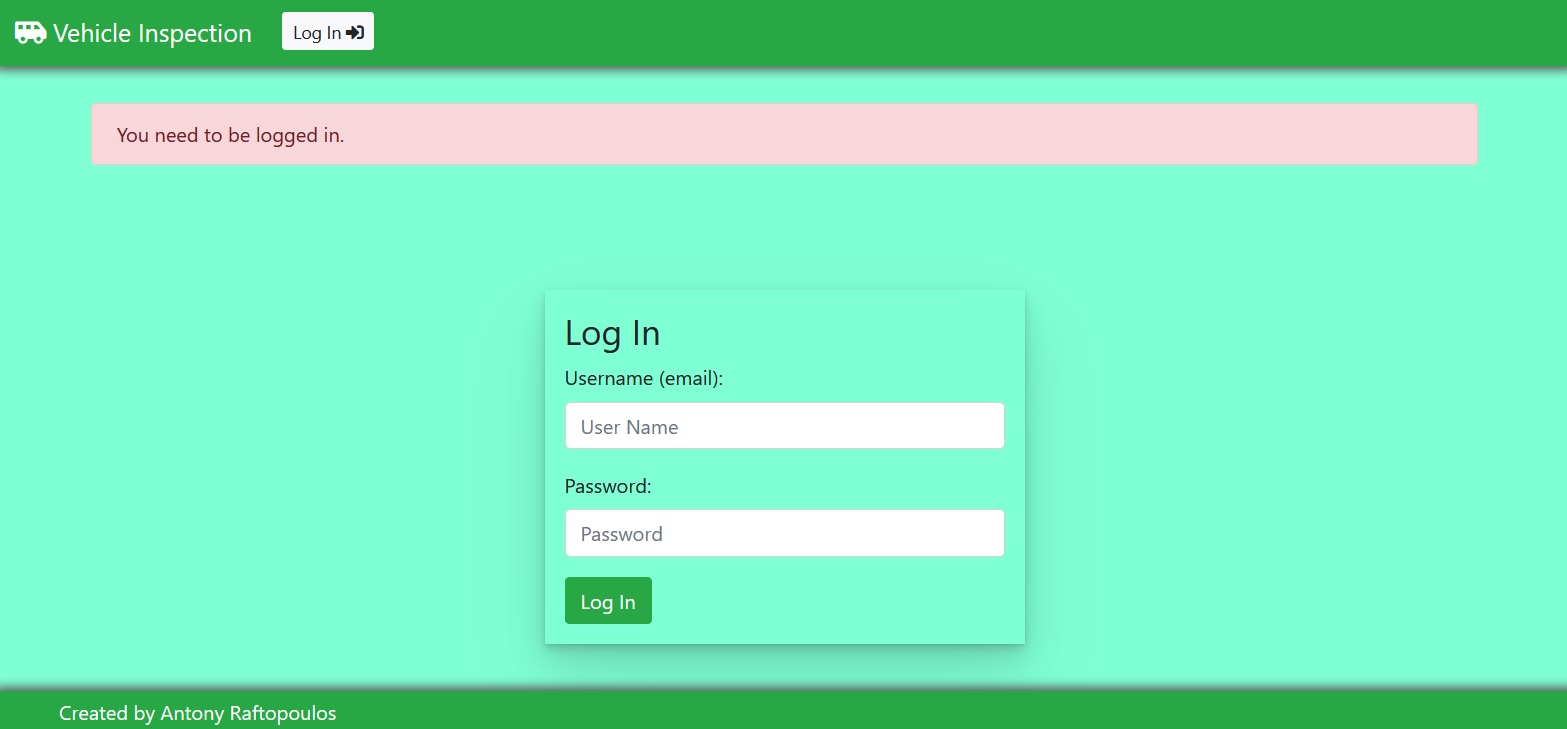 Vehicle Inspection
Log In
You need to be logged in.
Log In
Username (email):
User Name
Password:
Password
Log In
Created by Antony Raftopoulos